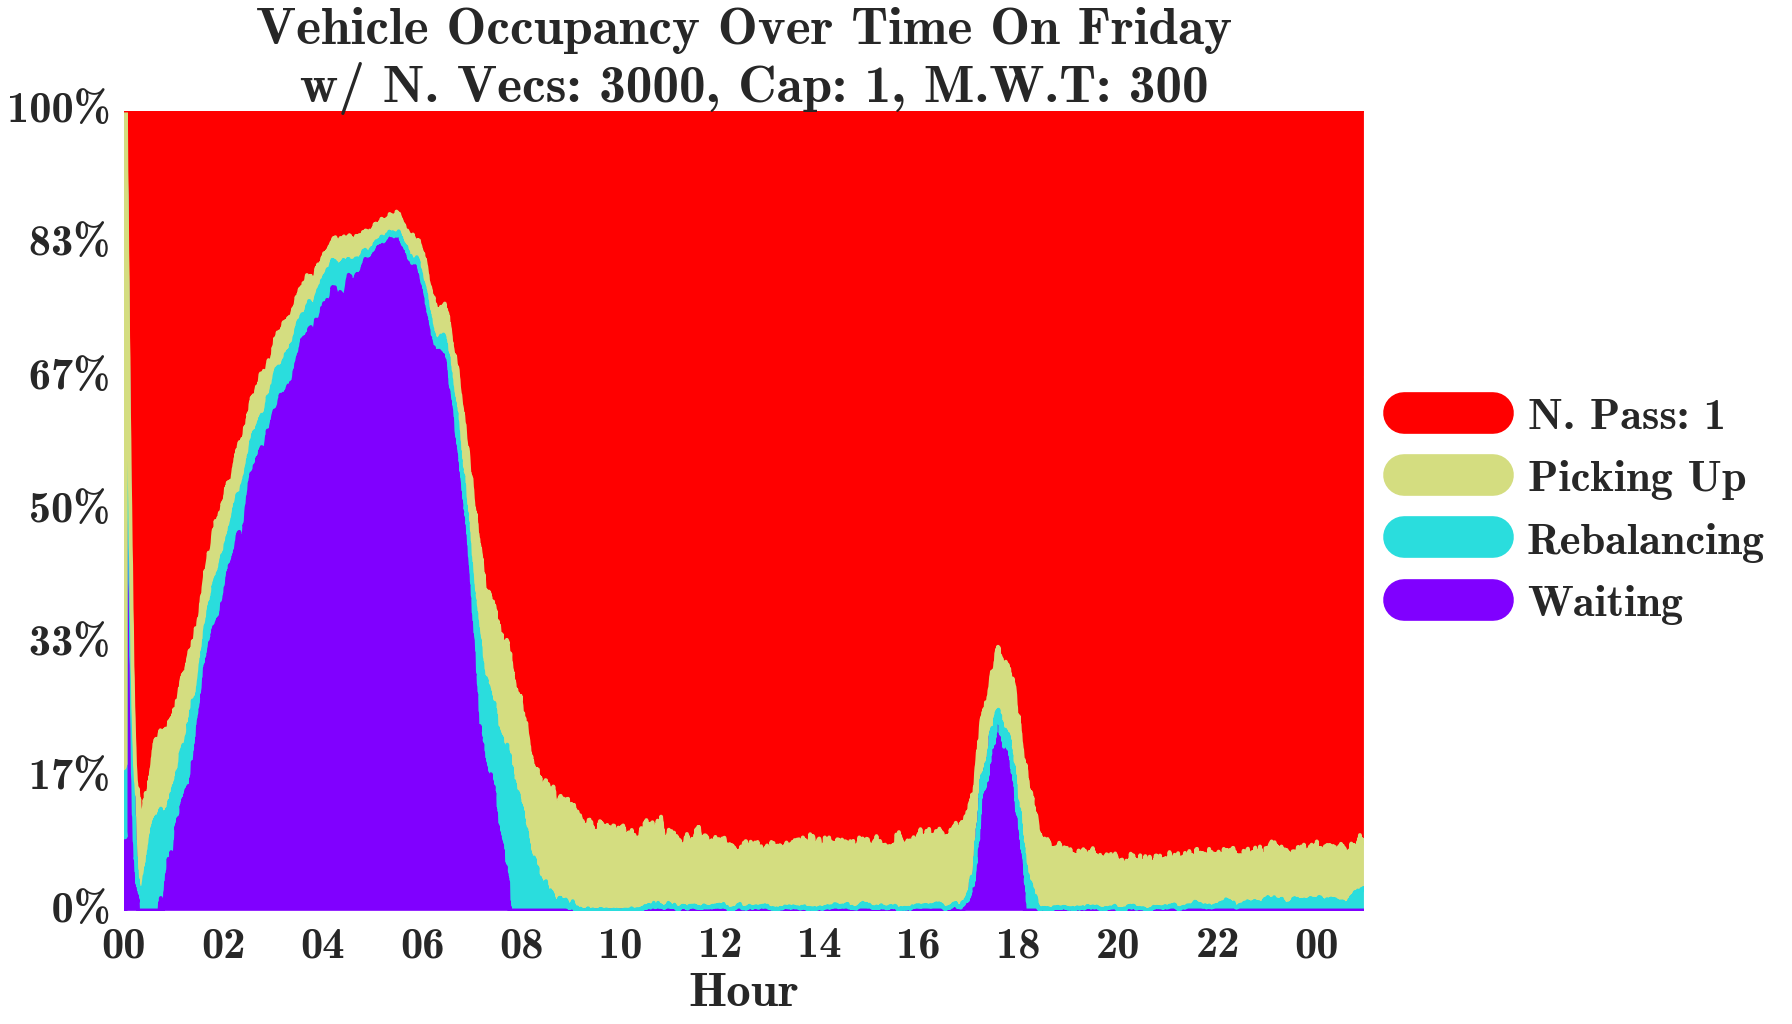 Vehicle Occupancy Over Time On Friday
w/ N. Vecs: 3000, Cap: 1, M.W.T: 300
100%
83%
67%
50%
33%
17%
0%
00 02 04 06 08 10 12 14 16 18 20 22 00
Hour
N. Pass: 1
Picking Up
Rebalancing
Waiting